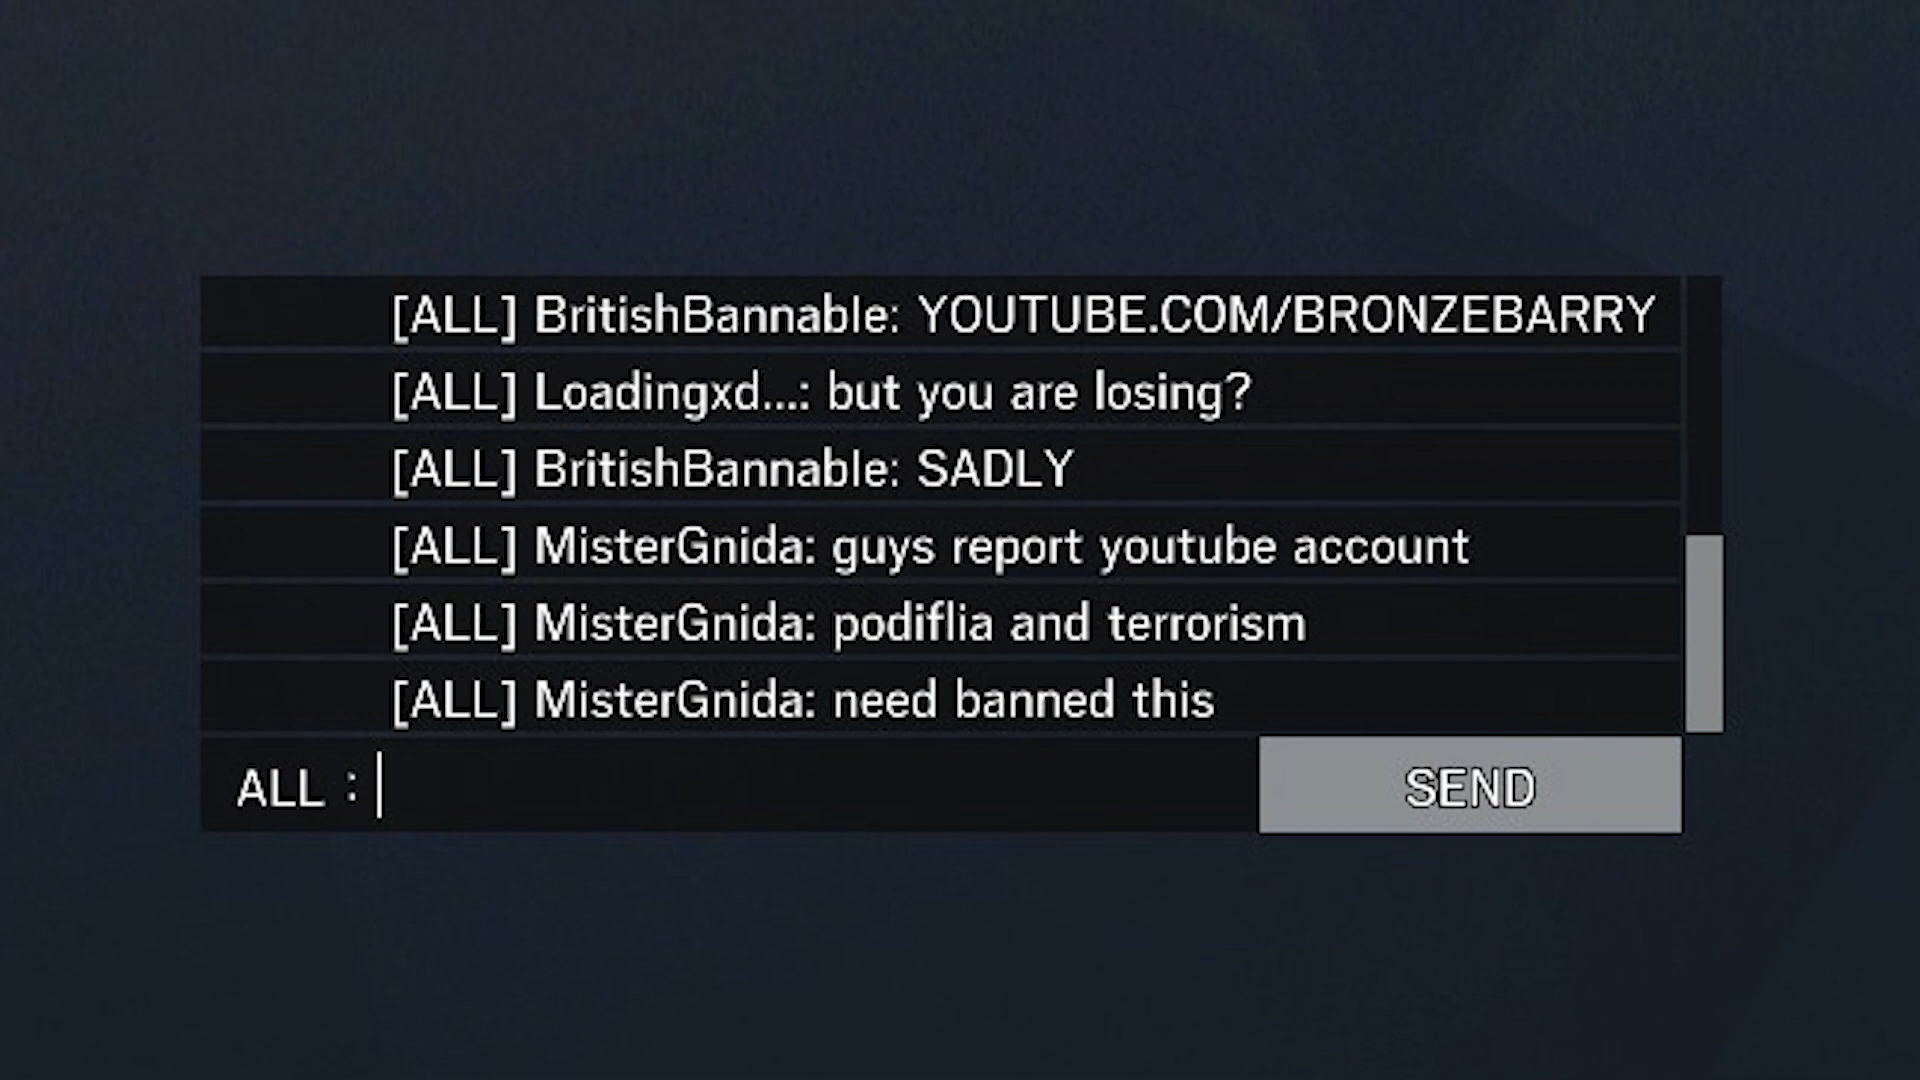 [ALL] BritishBannable: YOUTUBE.COM/BRONZEBARRY
[ALL] Loadingxd...: but you are losing?
[ALL] BritishBannable: SADLY
[ALL] MisterGnida: guys report youtube account
[ALL] MisterGnida: podiflia and terrorism
[ALL] MisterGnida: need banned this
ALL : SEND